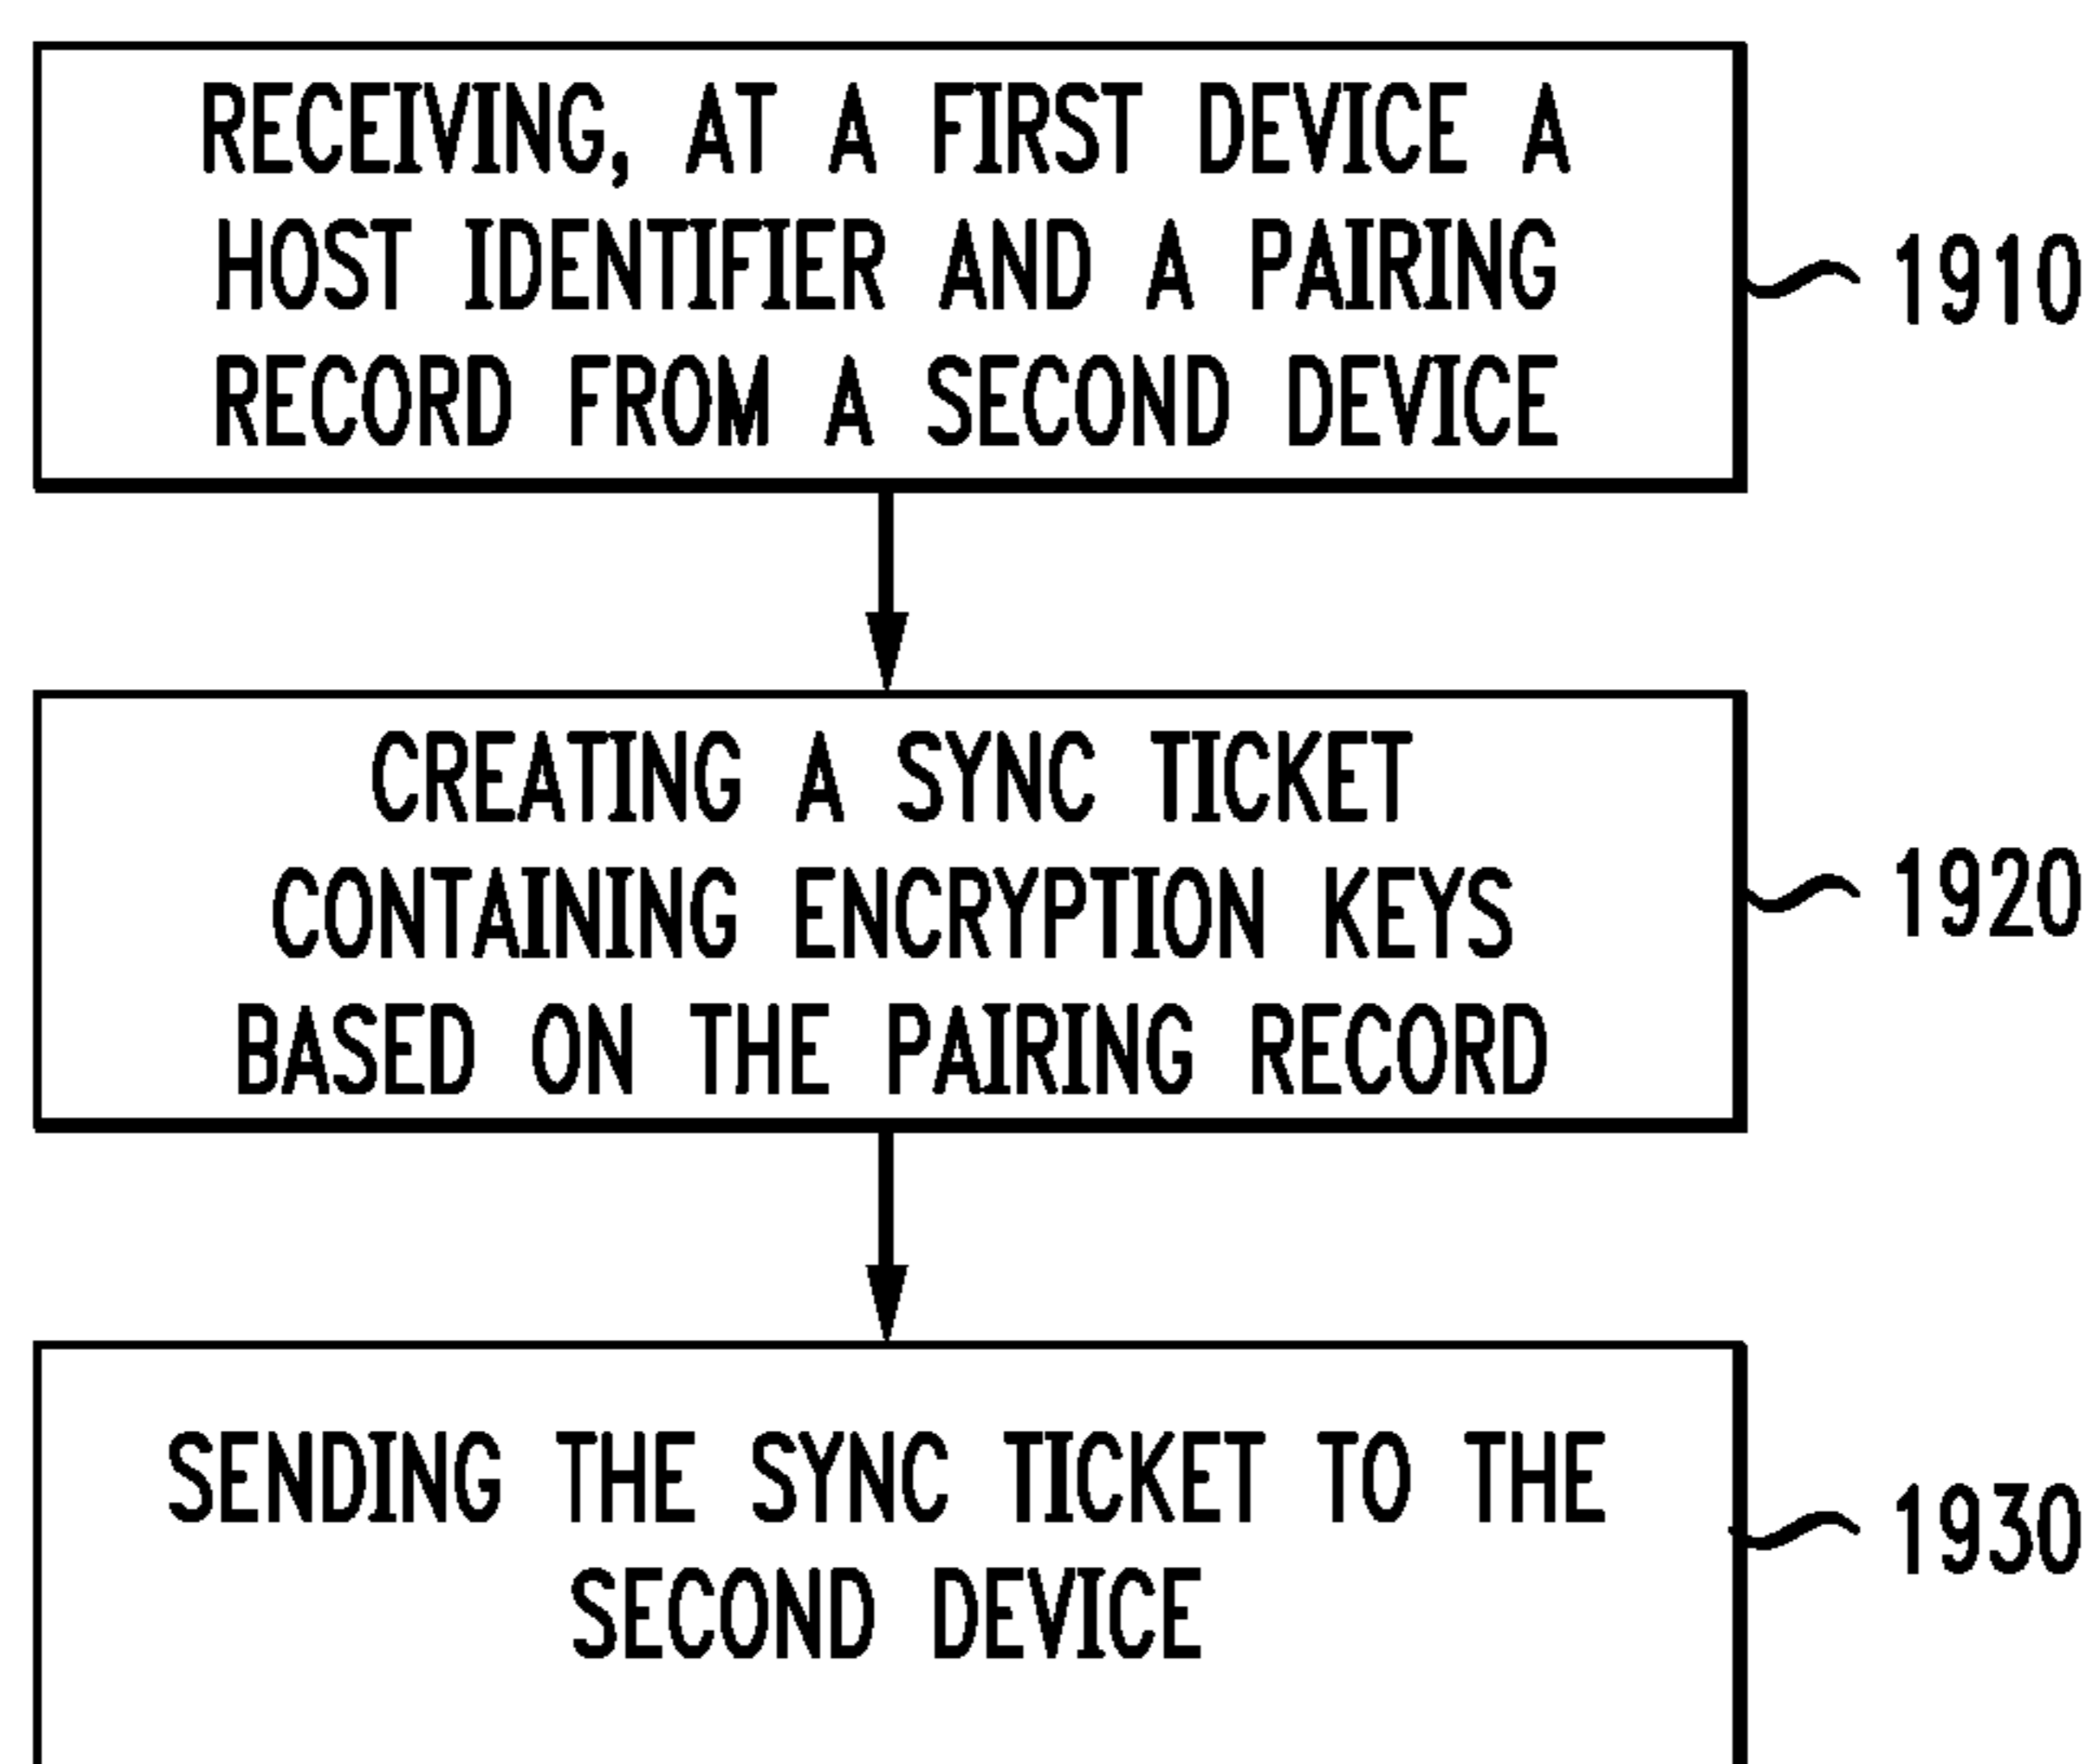 RECEIVING, AT A FIRST DEVICE A
HOST IDENTIFIER AND A PAIRING
RECORD FROM A SECOND DEVICE
1910
CREATING A SYNC TICKET
CONTAINING ENCRYPTION KEYS
BASED ON THE PAIRING RECORD
1920
SENDING THE SYNC TICKET TO THE
SECOND DEVICE
1930